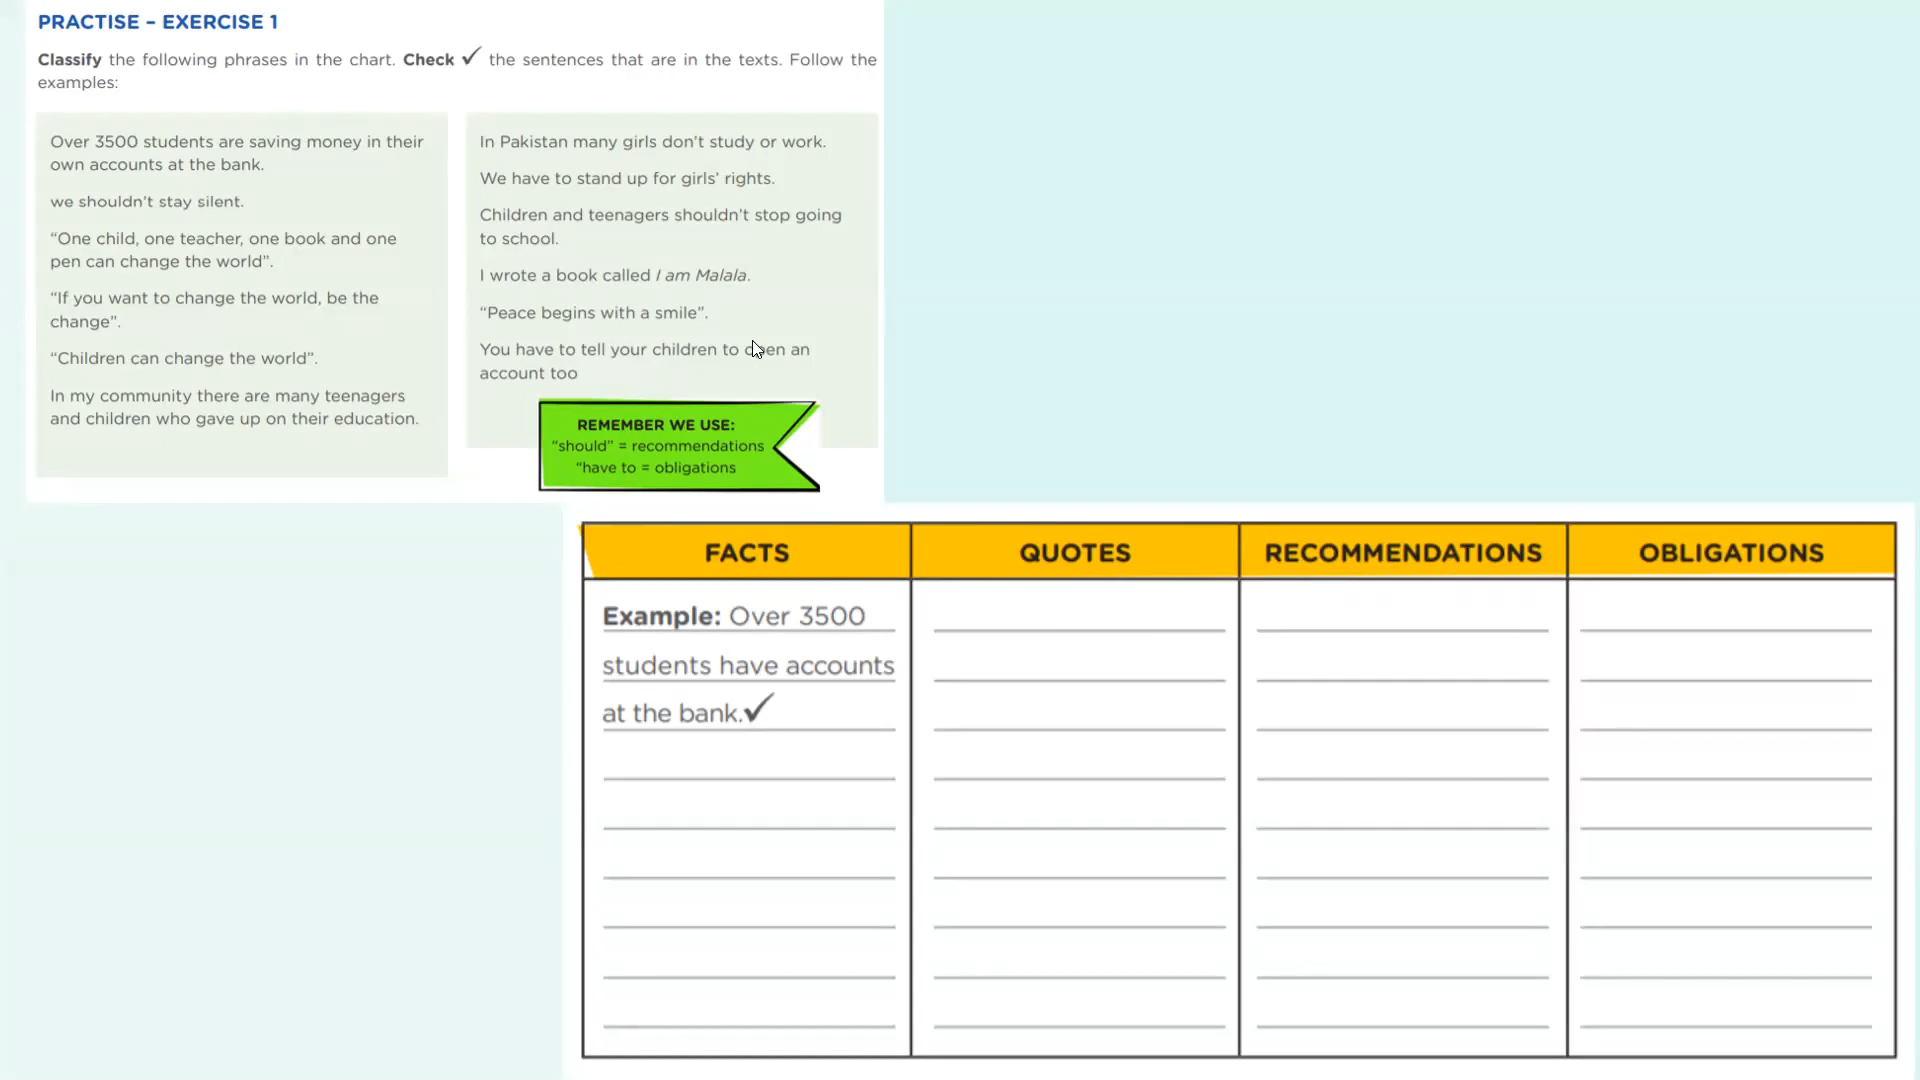 PRACTISE – EXERCISE 1
Classify the following phrases in the chart. Check ✓ the sentences that are in the texts. Follow the
examples:
Over 3500 students are saving money in their
own accounts at the bank.
we shouldn't stay silent.
“One child, one teacher, one book and one
pen can change the world”.
“If you want to change the world, be the
change”.
“Children can change the world”.
In my community there are many teenagers
and children who gave up on their education.
In Pakistan many girls don't study or work.
We have to stand up for girls' rights.
Children and teenagers shouldn't stop going
to school.
I wrote a book called I am Malala.
“Peace begins with a smile”.
You have to tell your children to open an
account too
REMEMBER WE USE:
“should” = recommendations
“have to = obligations
FACTS
QUOTES
RECOMMENDATIONS
OBLIGATIONS
Example: Over 3500
students have accounts
at the bank.✓